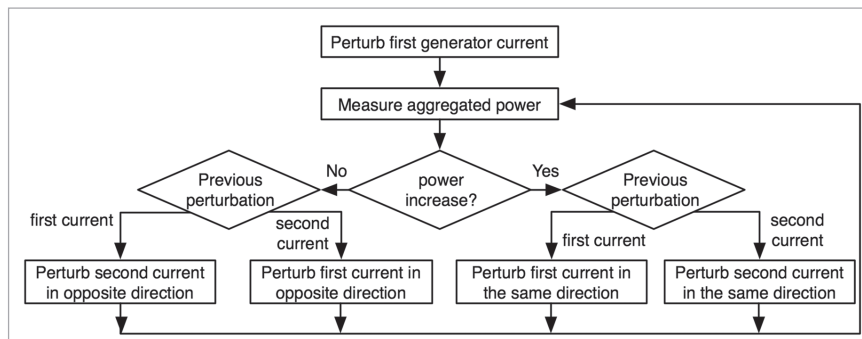 Perturb first generator current
Measure aggregated power
No
power
increase?
Yes
Previous
perturbation
Previous
perturbation
first current
second
current
first current
second
current
Perturb second current
in opposite direction
Perturb first current in
opposite direction
Perturb first current in
the same direction
Perturb second current
in the same direction